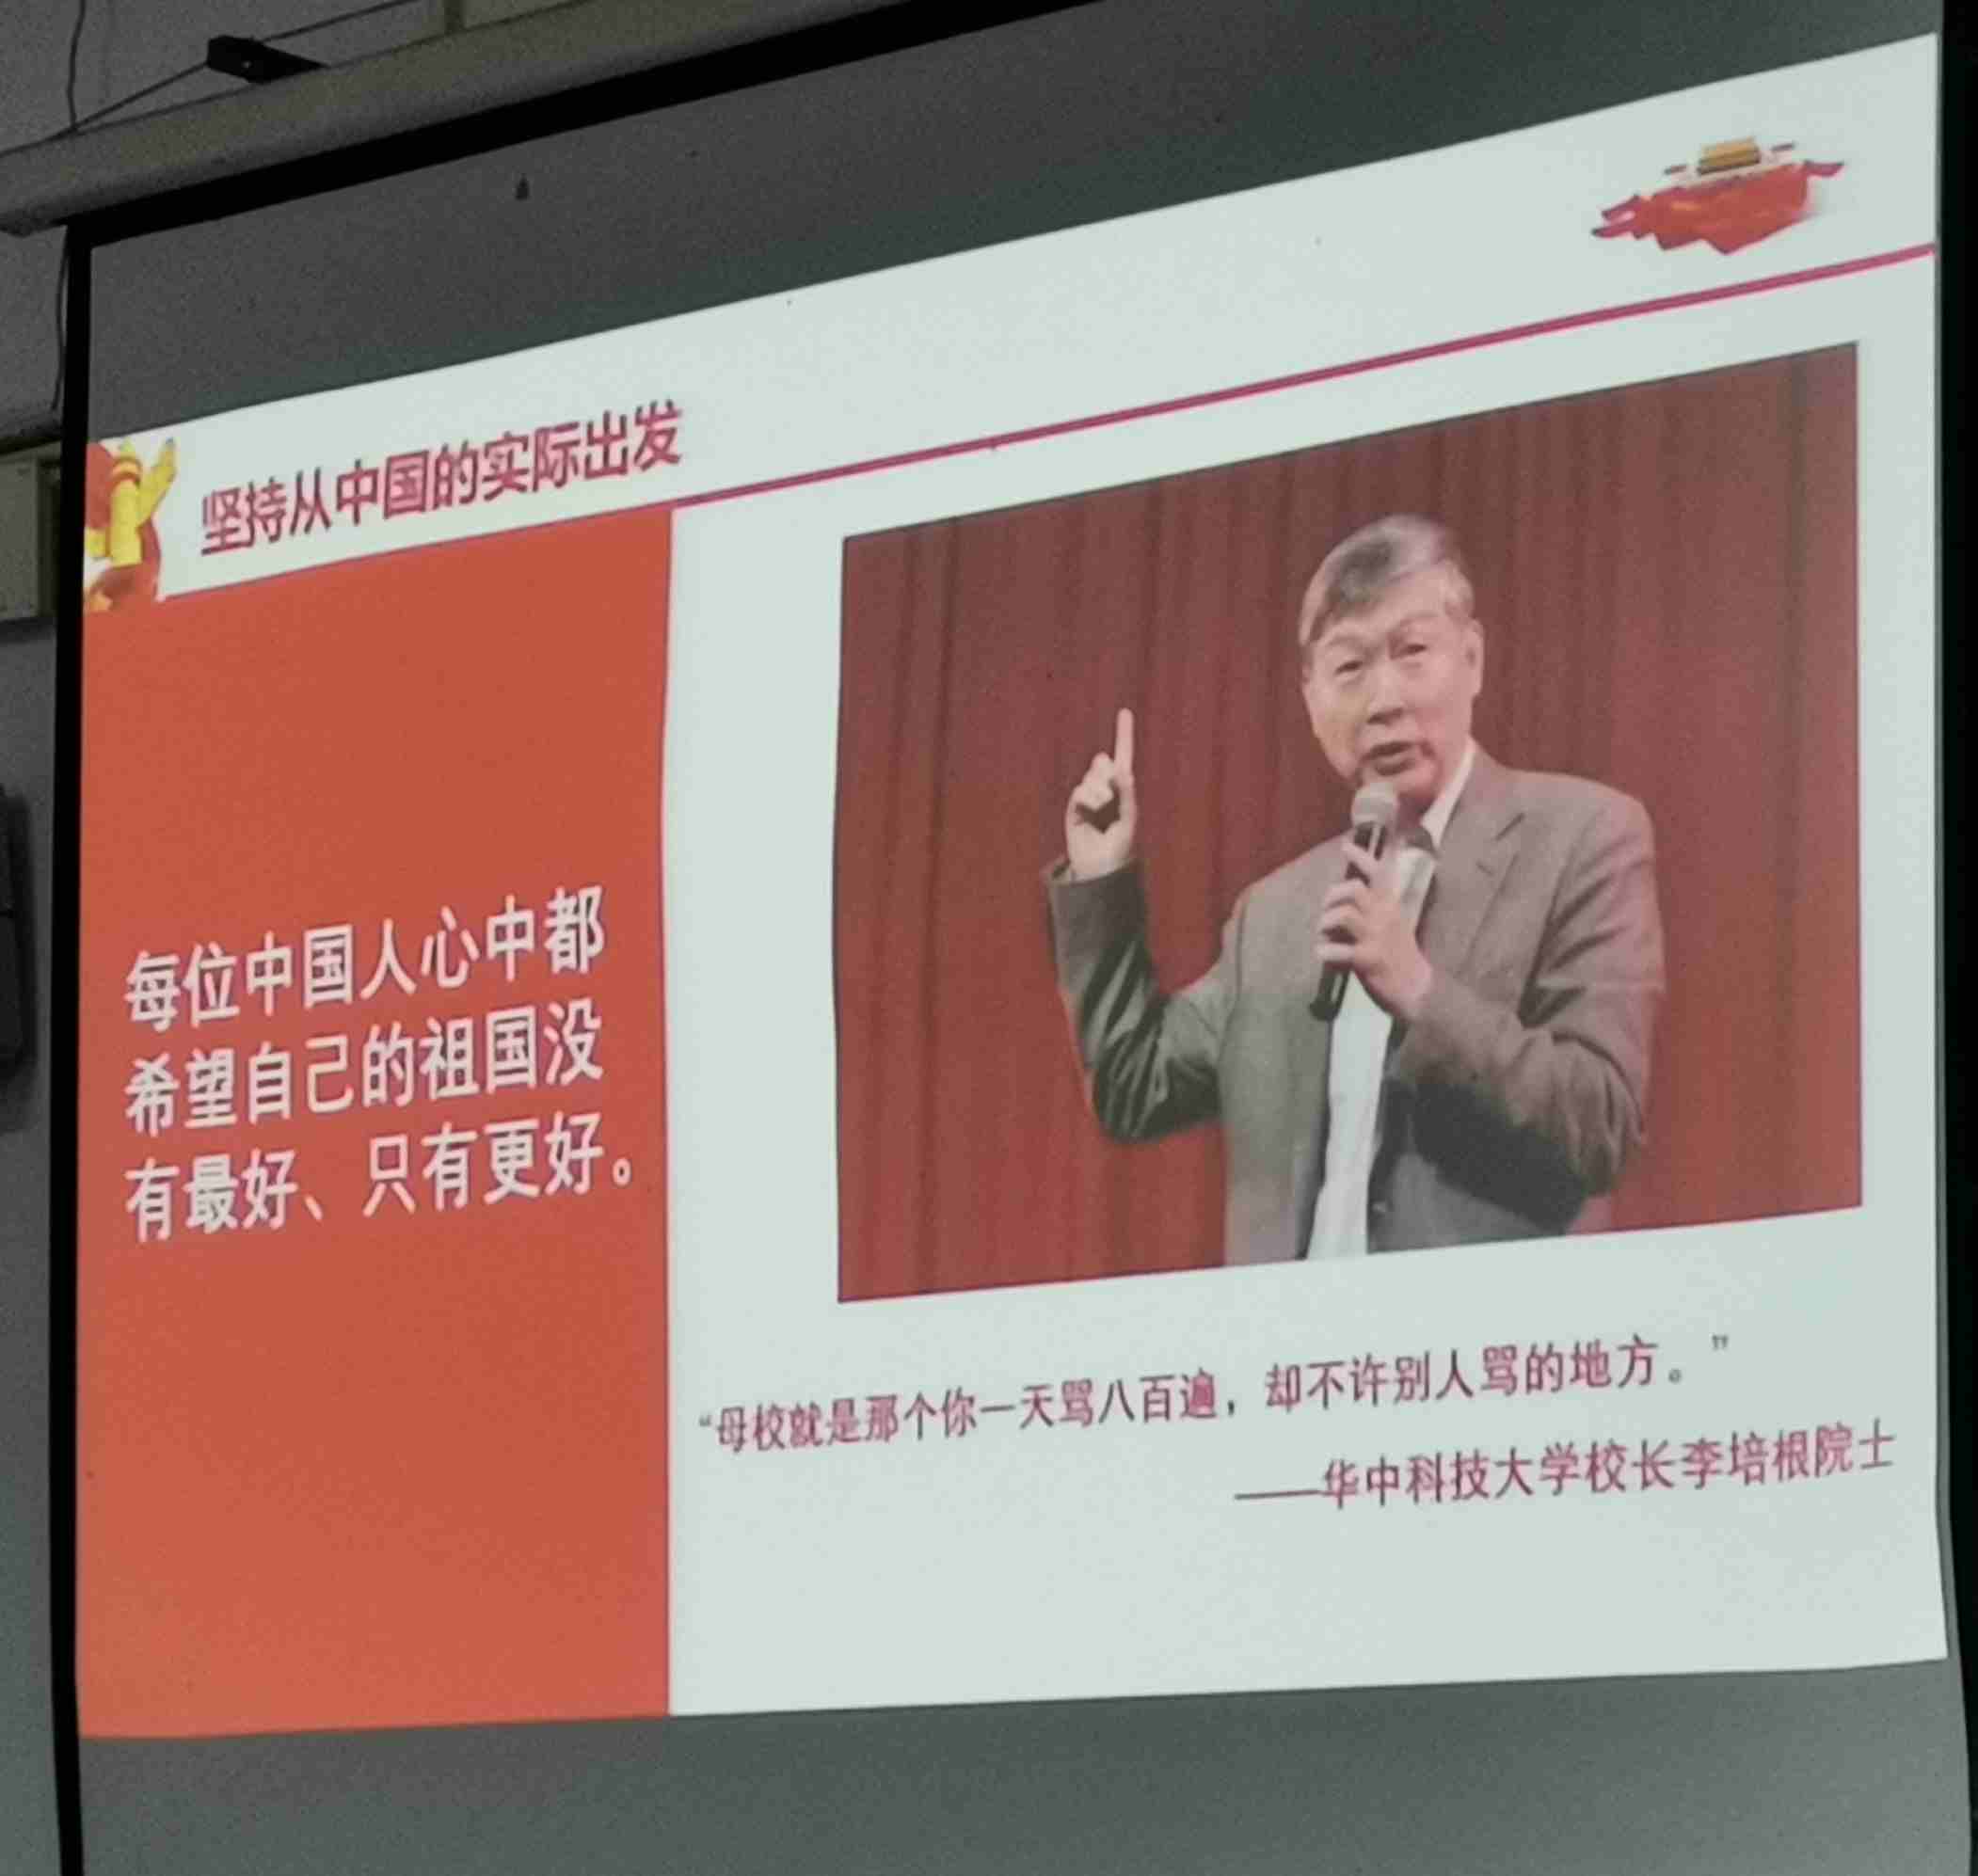 坚持从中国的实际出发
每位中国人心中都
希望自己的祖国没
有最好、只有更好。
“母校就是那个你一天骂八百遍，却不许别人骂的地方。”
——华中科技大学校长李培根院士